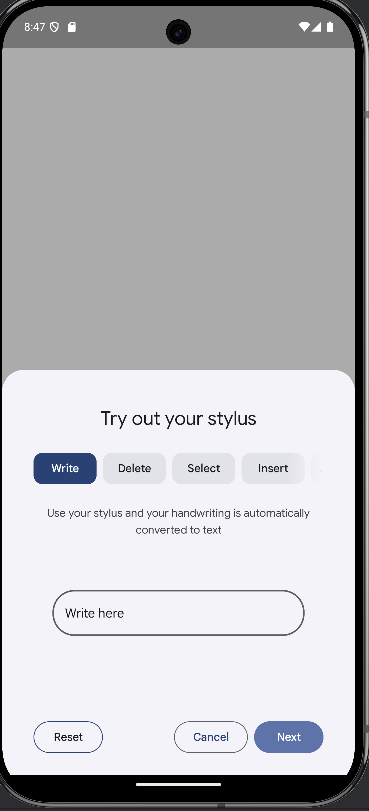 8:47
Try out your stylus
Write Delete Select Insert
Use your stylus and your handwriting is automatically
converted to text
Write here
Reset Cancel Next